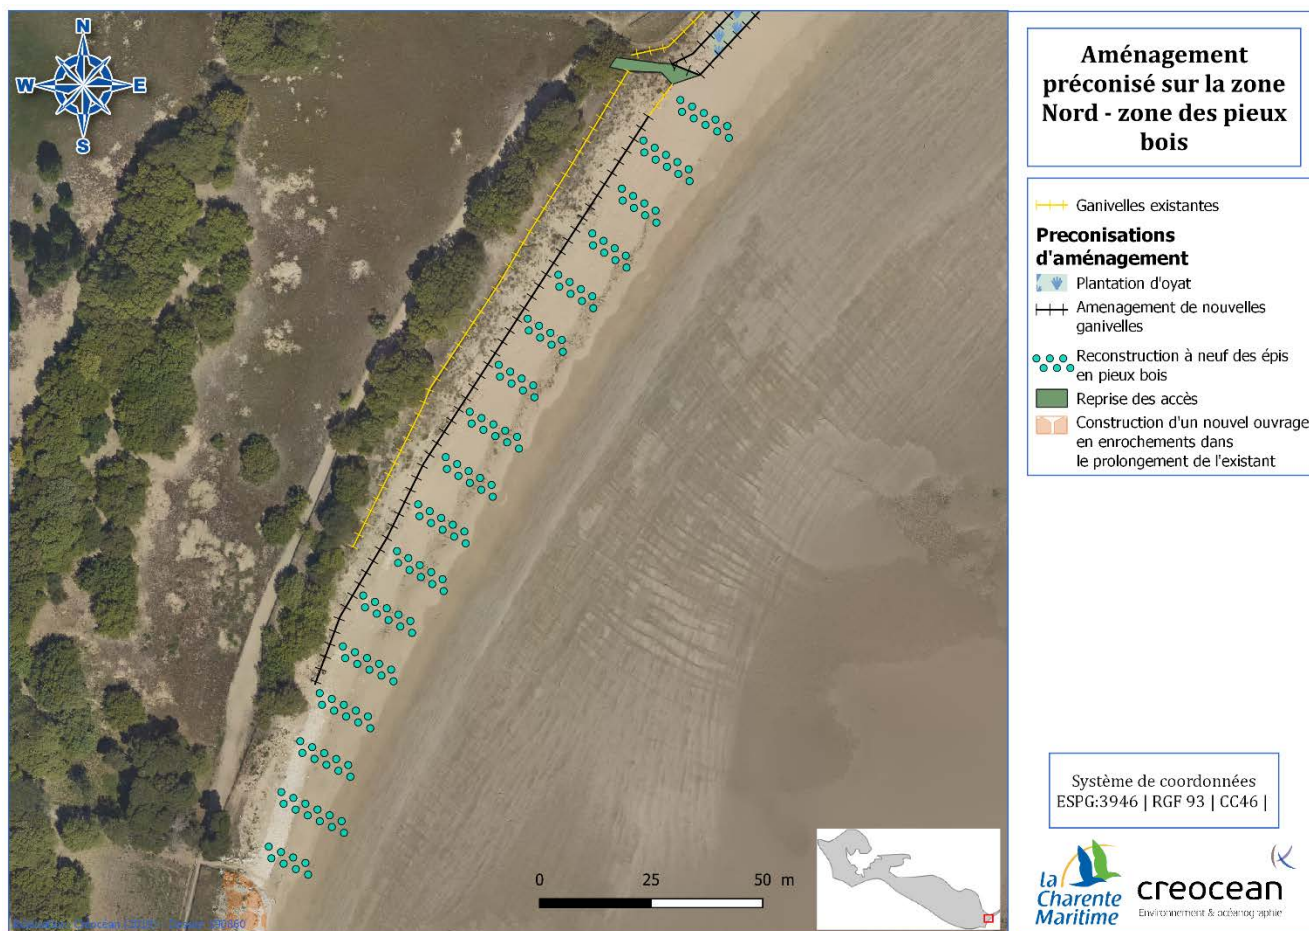 N
W E
S
Aménagement
préconisé sur la zone
Nord - zone des pieux
bois
Ganivelles existantes
Preconisations
d'aménagement
Plantation d'oyat
Amenagement de nouvelles
ganivelles
Reconstruction à neuf des épis
en pieux bois
Reprise des accès
Construction d'un nouvel ouvrage
en enrochements dans
le prolongement de l'existant
0 25 50 m
Système de coordonnées
ESPG:3946 | RGF 93 | CC46 |
la
Charente
Maritime
creocean
Environnement & océanographie